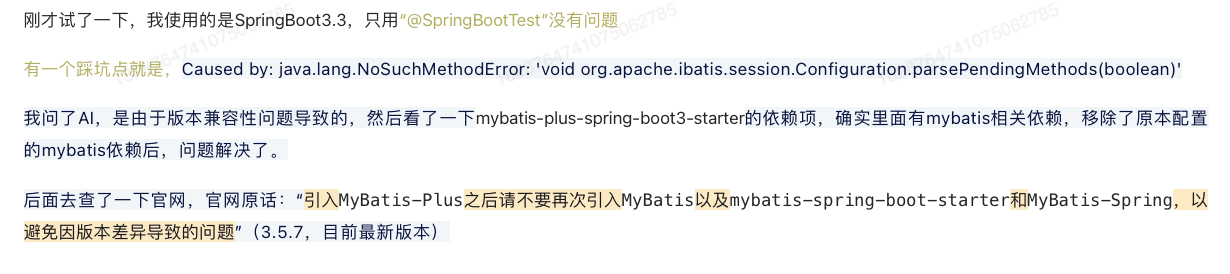 刚才试了一下，我使用的是SpringBoot3.3，只用“@SpringBootTest”没有问题
有一个踩坑点就是，Caused by: java.lang.NoSuchMethodError: 'void org.apache.ibatis.session.Configuration.parsePendingMethods(boolean)'
我问了AI，是由于版本兼容性问题导致的，然后看了一下mybatis-plus-spring-boot3-starter的依赖项，确实里面有mybatis相关依赖，移除了原本配置
的mybatis依赖后，问题解决了。
后面去查了一下官网，官网原话：“引入MyBatis-Plus之后请不要再次引入MyBatis以及mybatis-spring-boot-starter和MyBatis-Spring，以
避免因版本差异导致的问题”（3.5.7，目前最新版本）